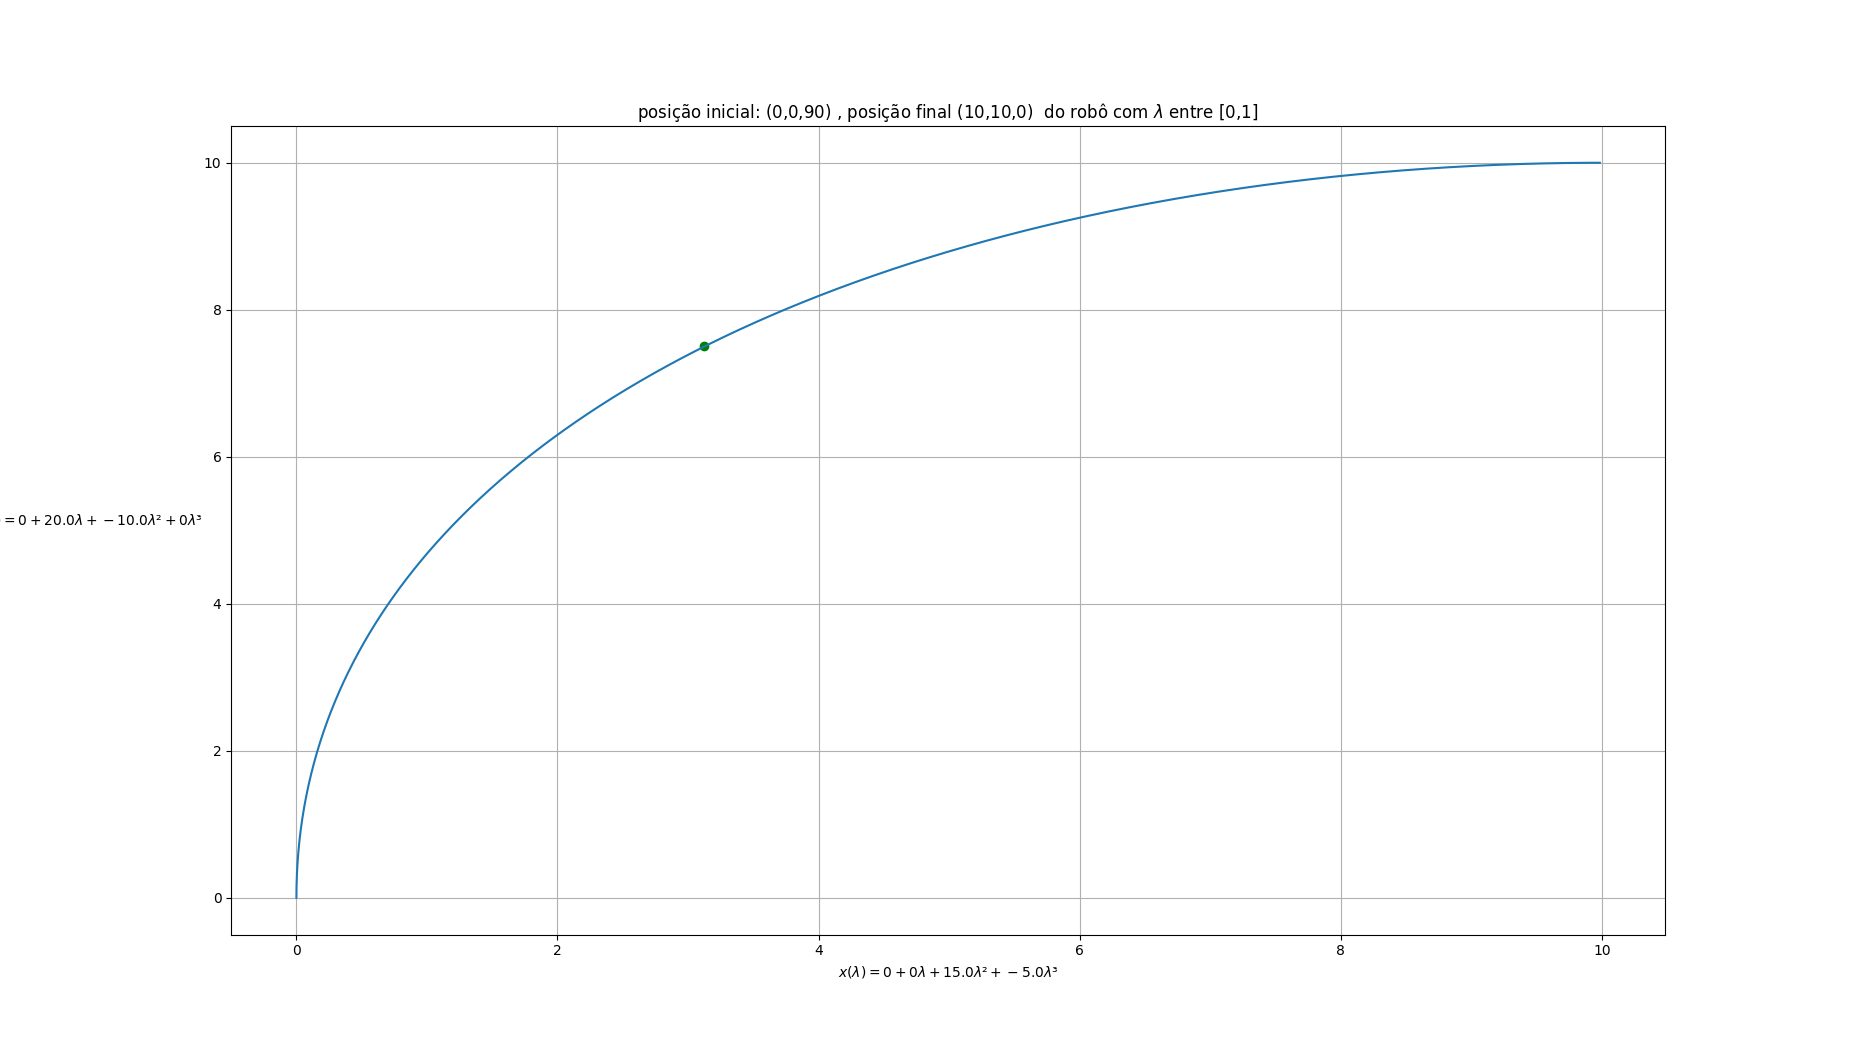 posição inicial: (0,0,90) , posição final (10,10,0)  do robô com λ entre [0,1]
10
8
6
4
2
0
= 0 + 20.0λ + − 10.0λ² + 0λ³
0 2 4 6 8 10
x(λ) = 0 + 0λ + 15.0λ² + − 5.0λ³